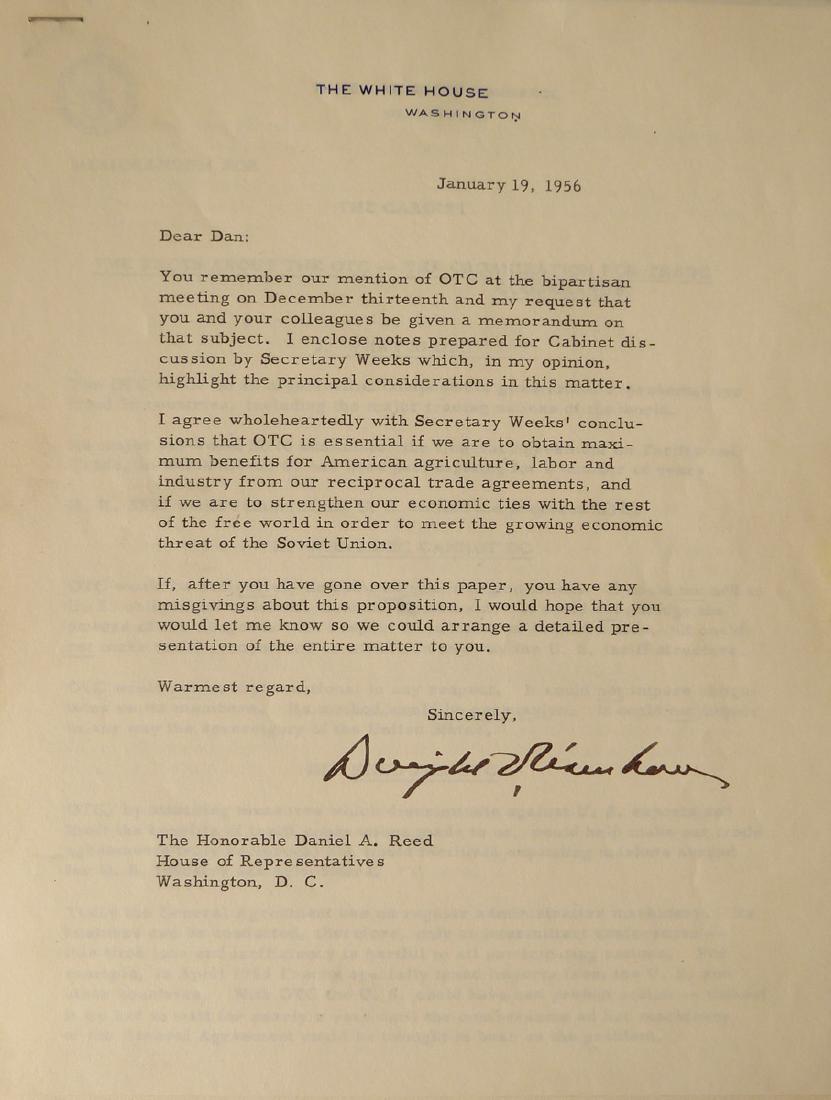 THE WHITE HOUSE
WASHINGTON
January 19, 1956
Dear Dan:
You remember our mention of OTC at the bipartisan
meeting on December thirteenth and my request that
you and your colleagues be given a memorandum on
that subject. I enclose notes prepared for Cabinet dis-
cussion by Secretary Weeks which, in my opinion,
highlight the principal considerations in this matter.
I agree wholeheartedly with Secretary Weeks' conclu-
sions that OTC is essential if we are to obtain maxi-
mum benefits for American agriculture, labor and
industry from our reciprocal trade agreements, and
if we are to strengthen our economic ties with the rest
of the free world in order to meet the growing economic
threat of the Soviet Union.
If, after you have gone over this paper, you have any
misgivings about this proposition, I would hope that you
would let me know so we could arrange a detailed pre-
sentation of the entire matter to you.
Warmest regard,
Sincerely,
Dwight D Eisenhower
The Honorable Daniel A. Reed
House of Representatives
Washington, D. C.